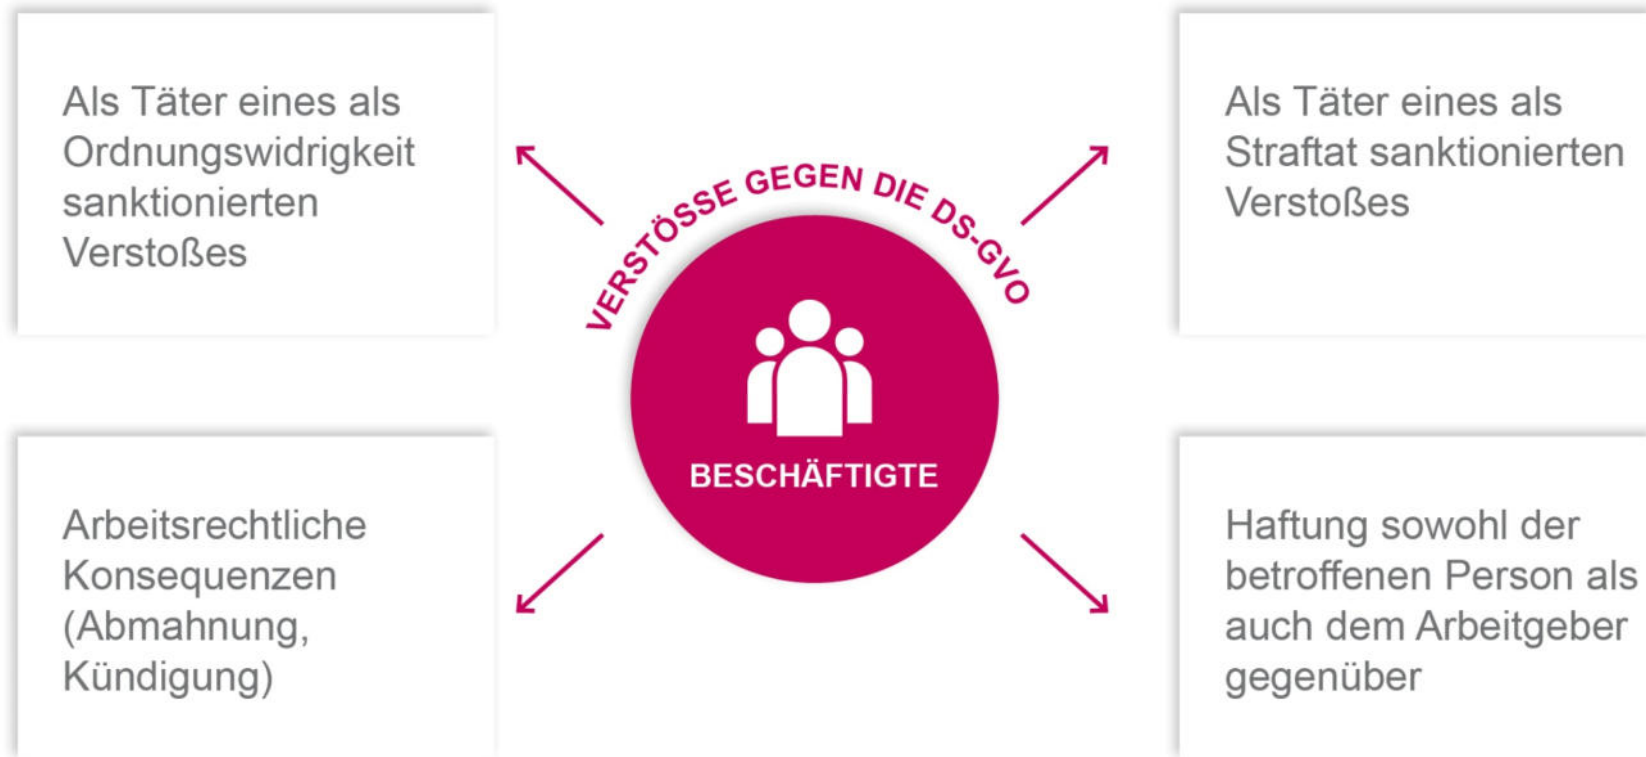 Als Täter eines als
Ordnungswidrigkeit
sanktionierten
Verstoßes
Als Täter eines als
Straftat sanktionierten
Verstoßes
VERSTÖSSE GEGEN DIE DS-GVO
BESCHÄFTIGTE
Arbeitsrechtliche
Konsequenzen
(Abmahnung,
Kündigung)
Haftung sowohl der
betroffenen Person als
auch dem Arbeitgeber
gegenüber